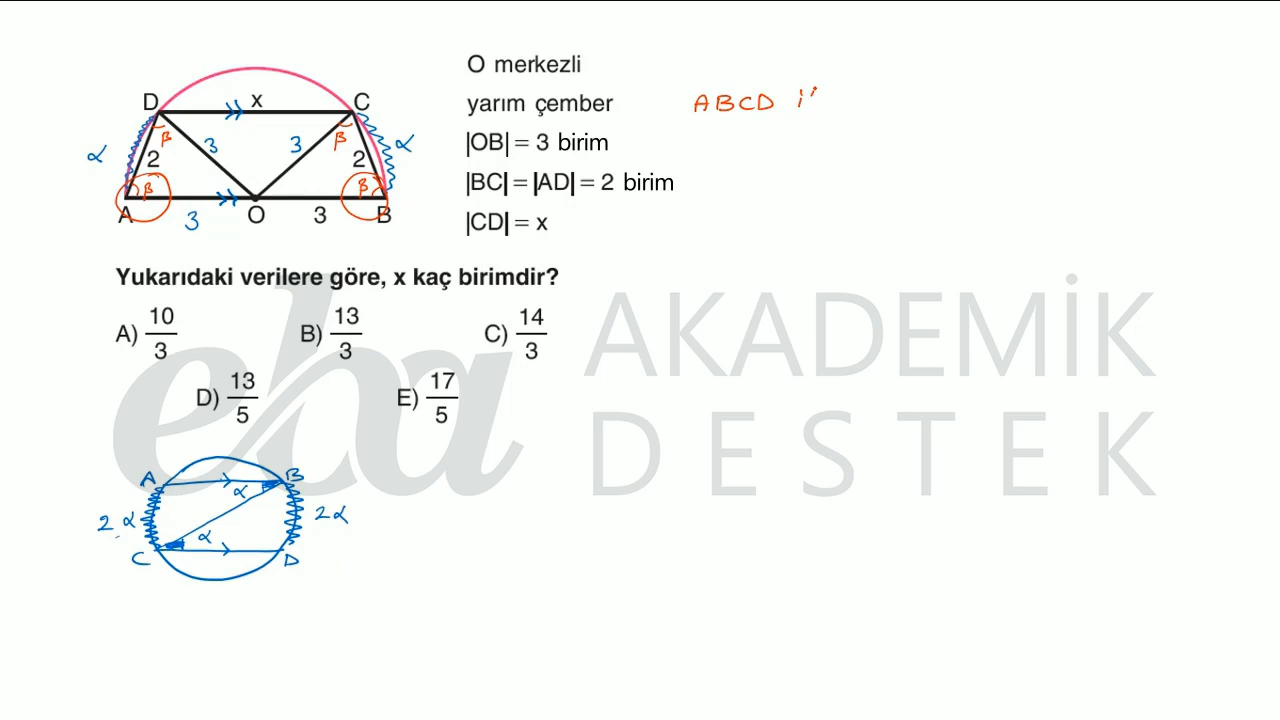 O merkezli
yarım çember
|OB| = 3 birim
|BC| = |AD| = 2 birim
|CD| = x
ABCD
D x C
β 3 3 β
α 2 2 α
β β
A 3 O 3 B
Yukarıdaki verilere göre, x kaç birimdir?
A) 10/3 B) 13/3 C) 14/3
D) 13/5 E) 17/5
eba AKADEMİK
DESTEK
A B
α
2α 2α
α
C D